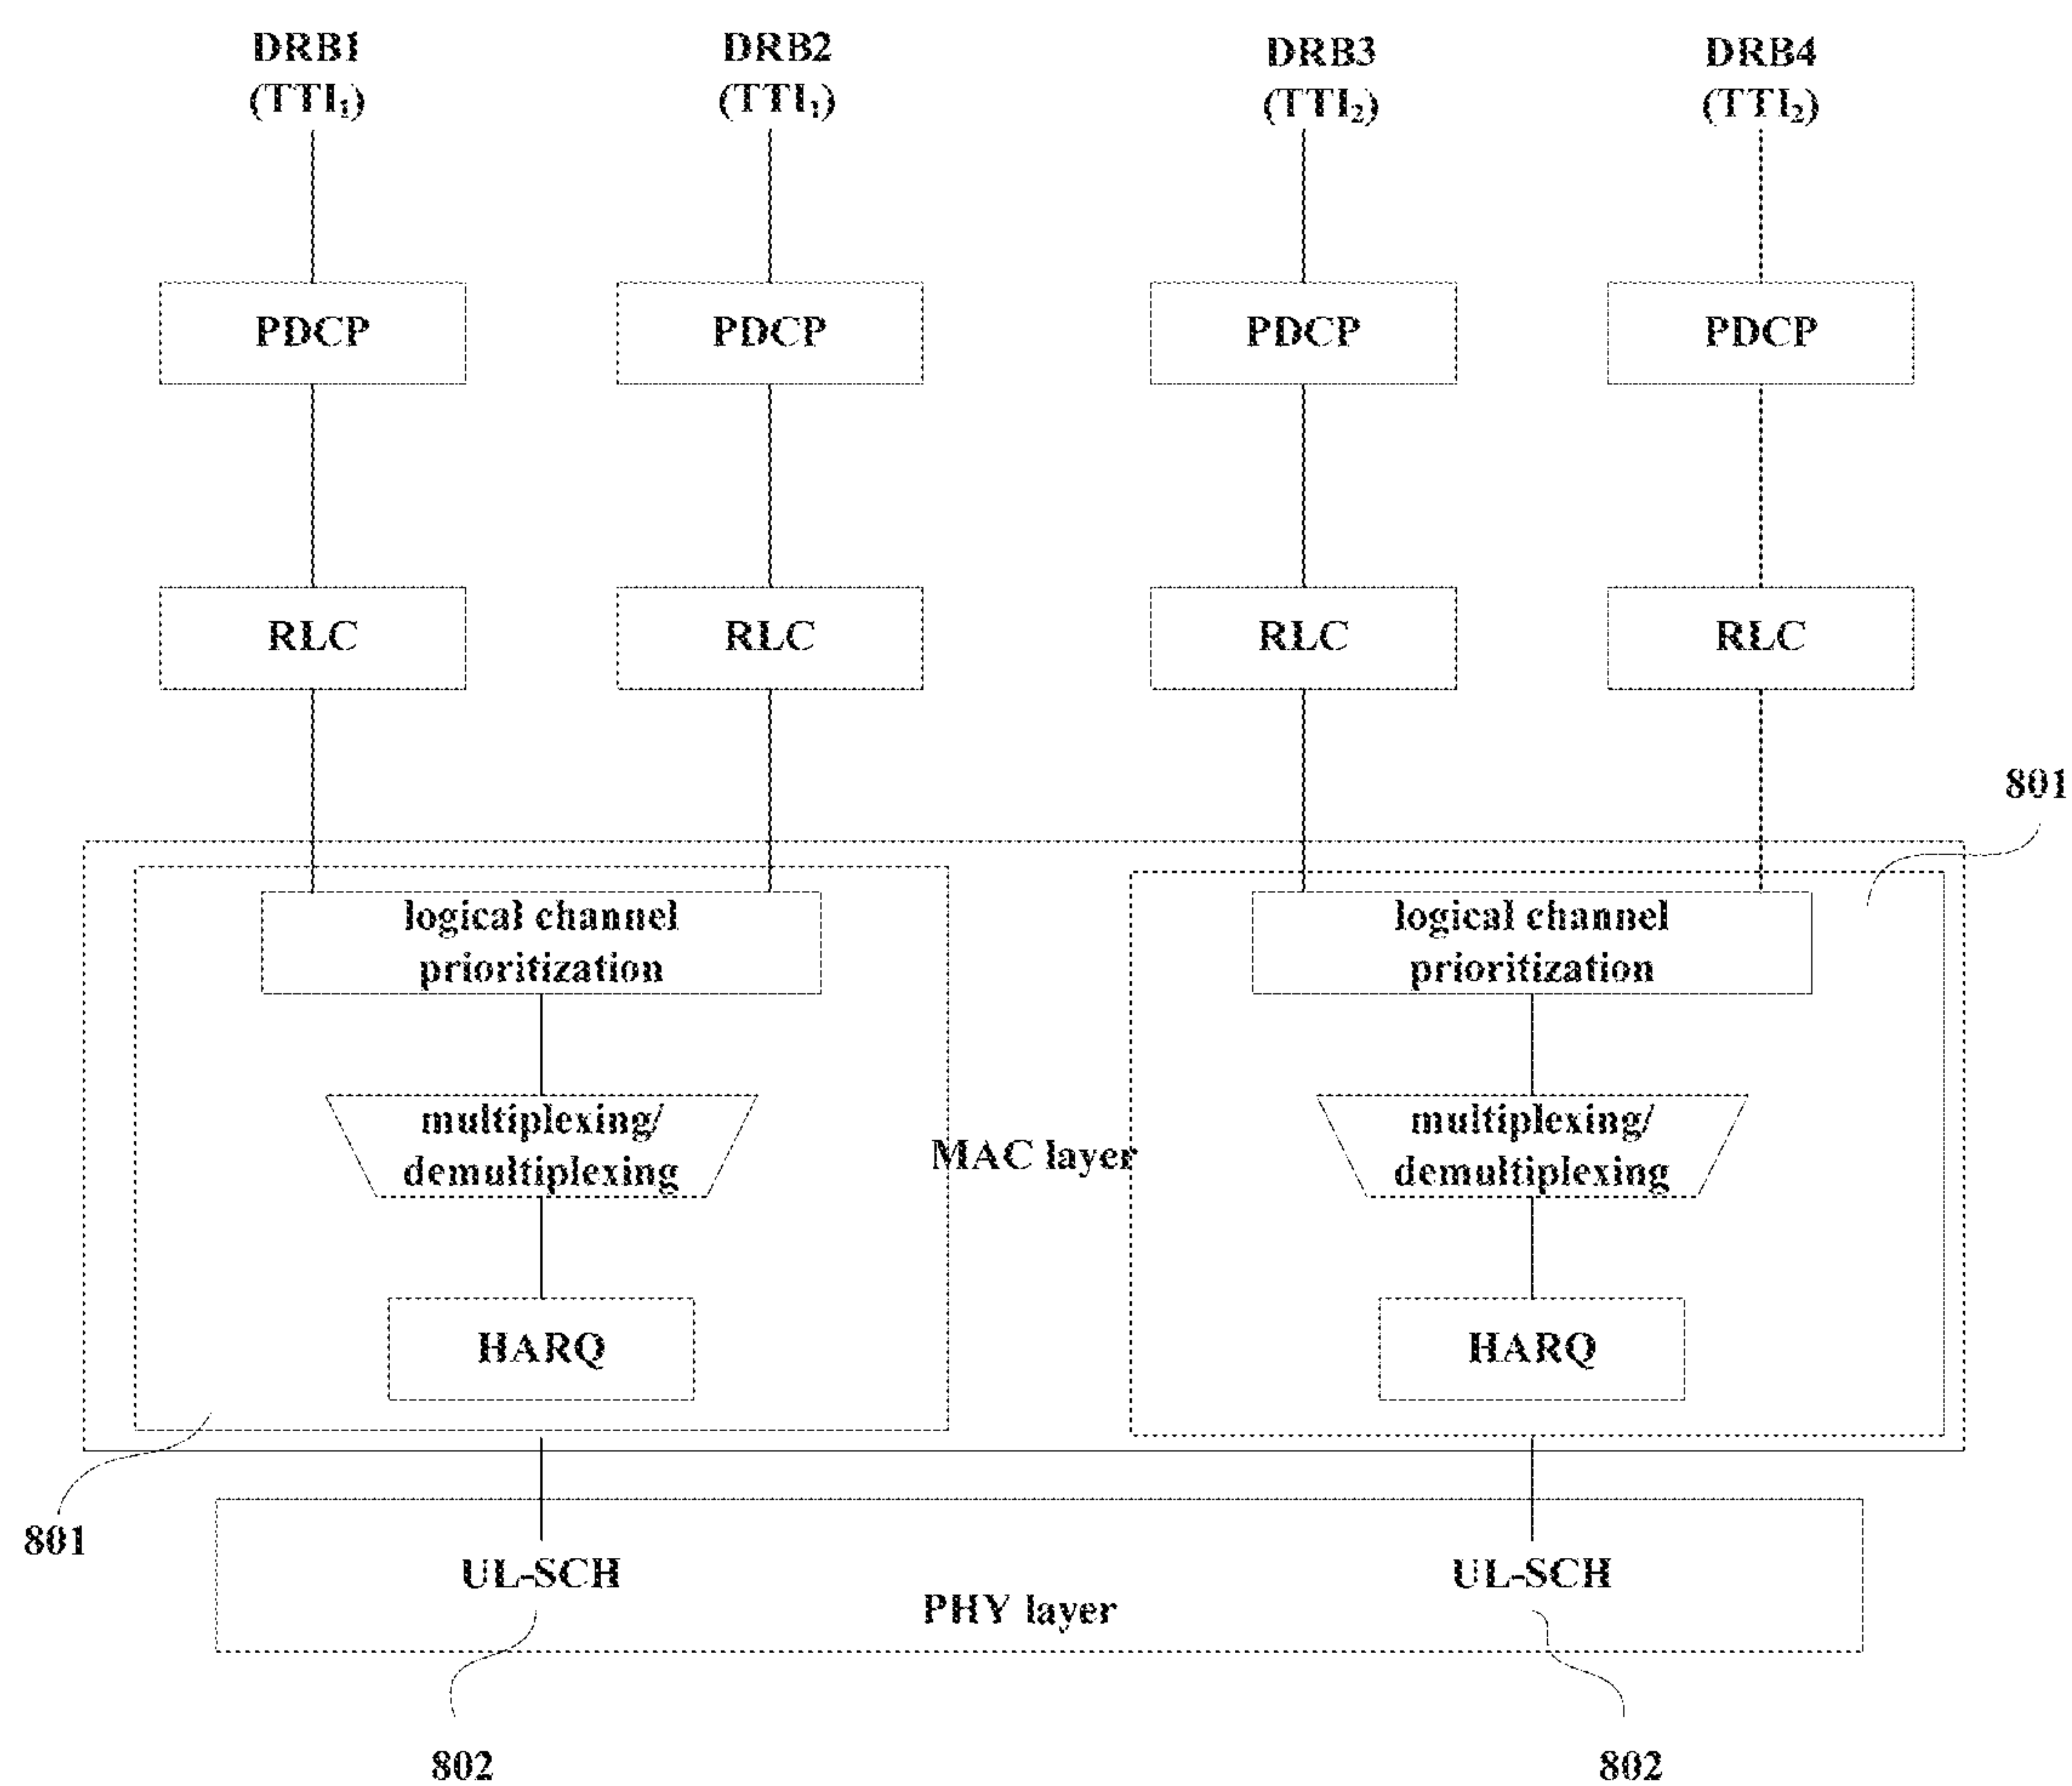 DRB1
(TTI₁)
DRB2
(TTI₁)
DRB3
(TTI₂)
DRB4
(TTI₂)
PDCP
PDCP
PDCP
PDCP
RLC
RLC
RLC
RLC
801
logical channel
prioritization
logical channel
prioritization
multiplexing/
demultiplexing
MAC layer
multiplexing/
demultiplexing
HARQ
HARQ
801
UL-SCH
PHY layer
UL-SCH
802
802